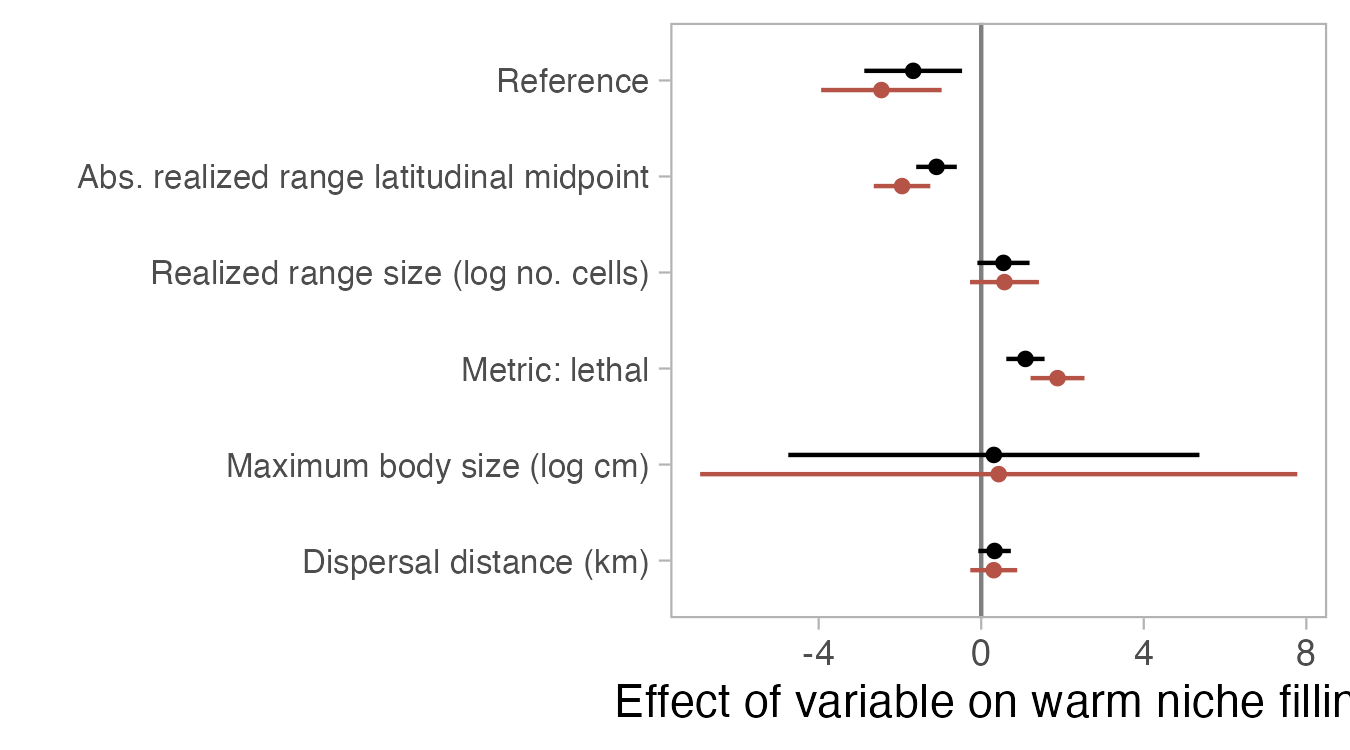 Reference
Abs. realized range latitudinal midpoint
Realized range size (log no. cells)
Metric: lethal
Maximum body size (log cm)
Dispersal distance (km)
-4 0 4 8
Effect of variable on warm niche fillin